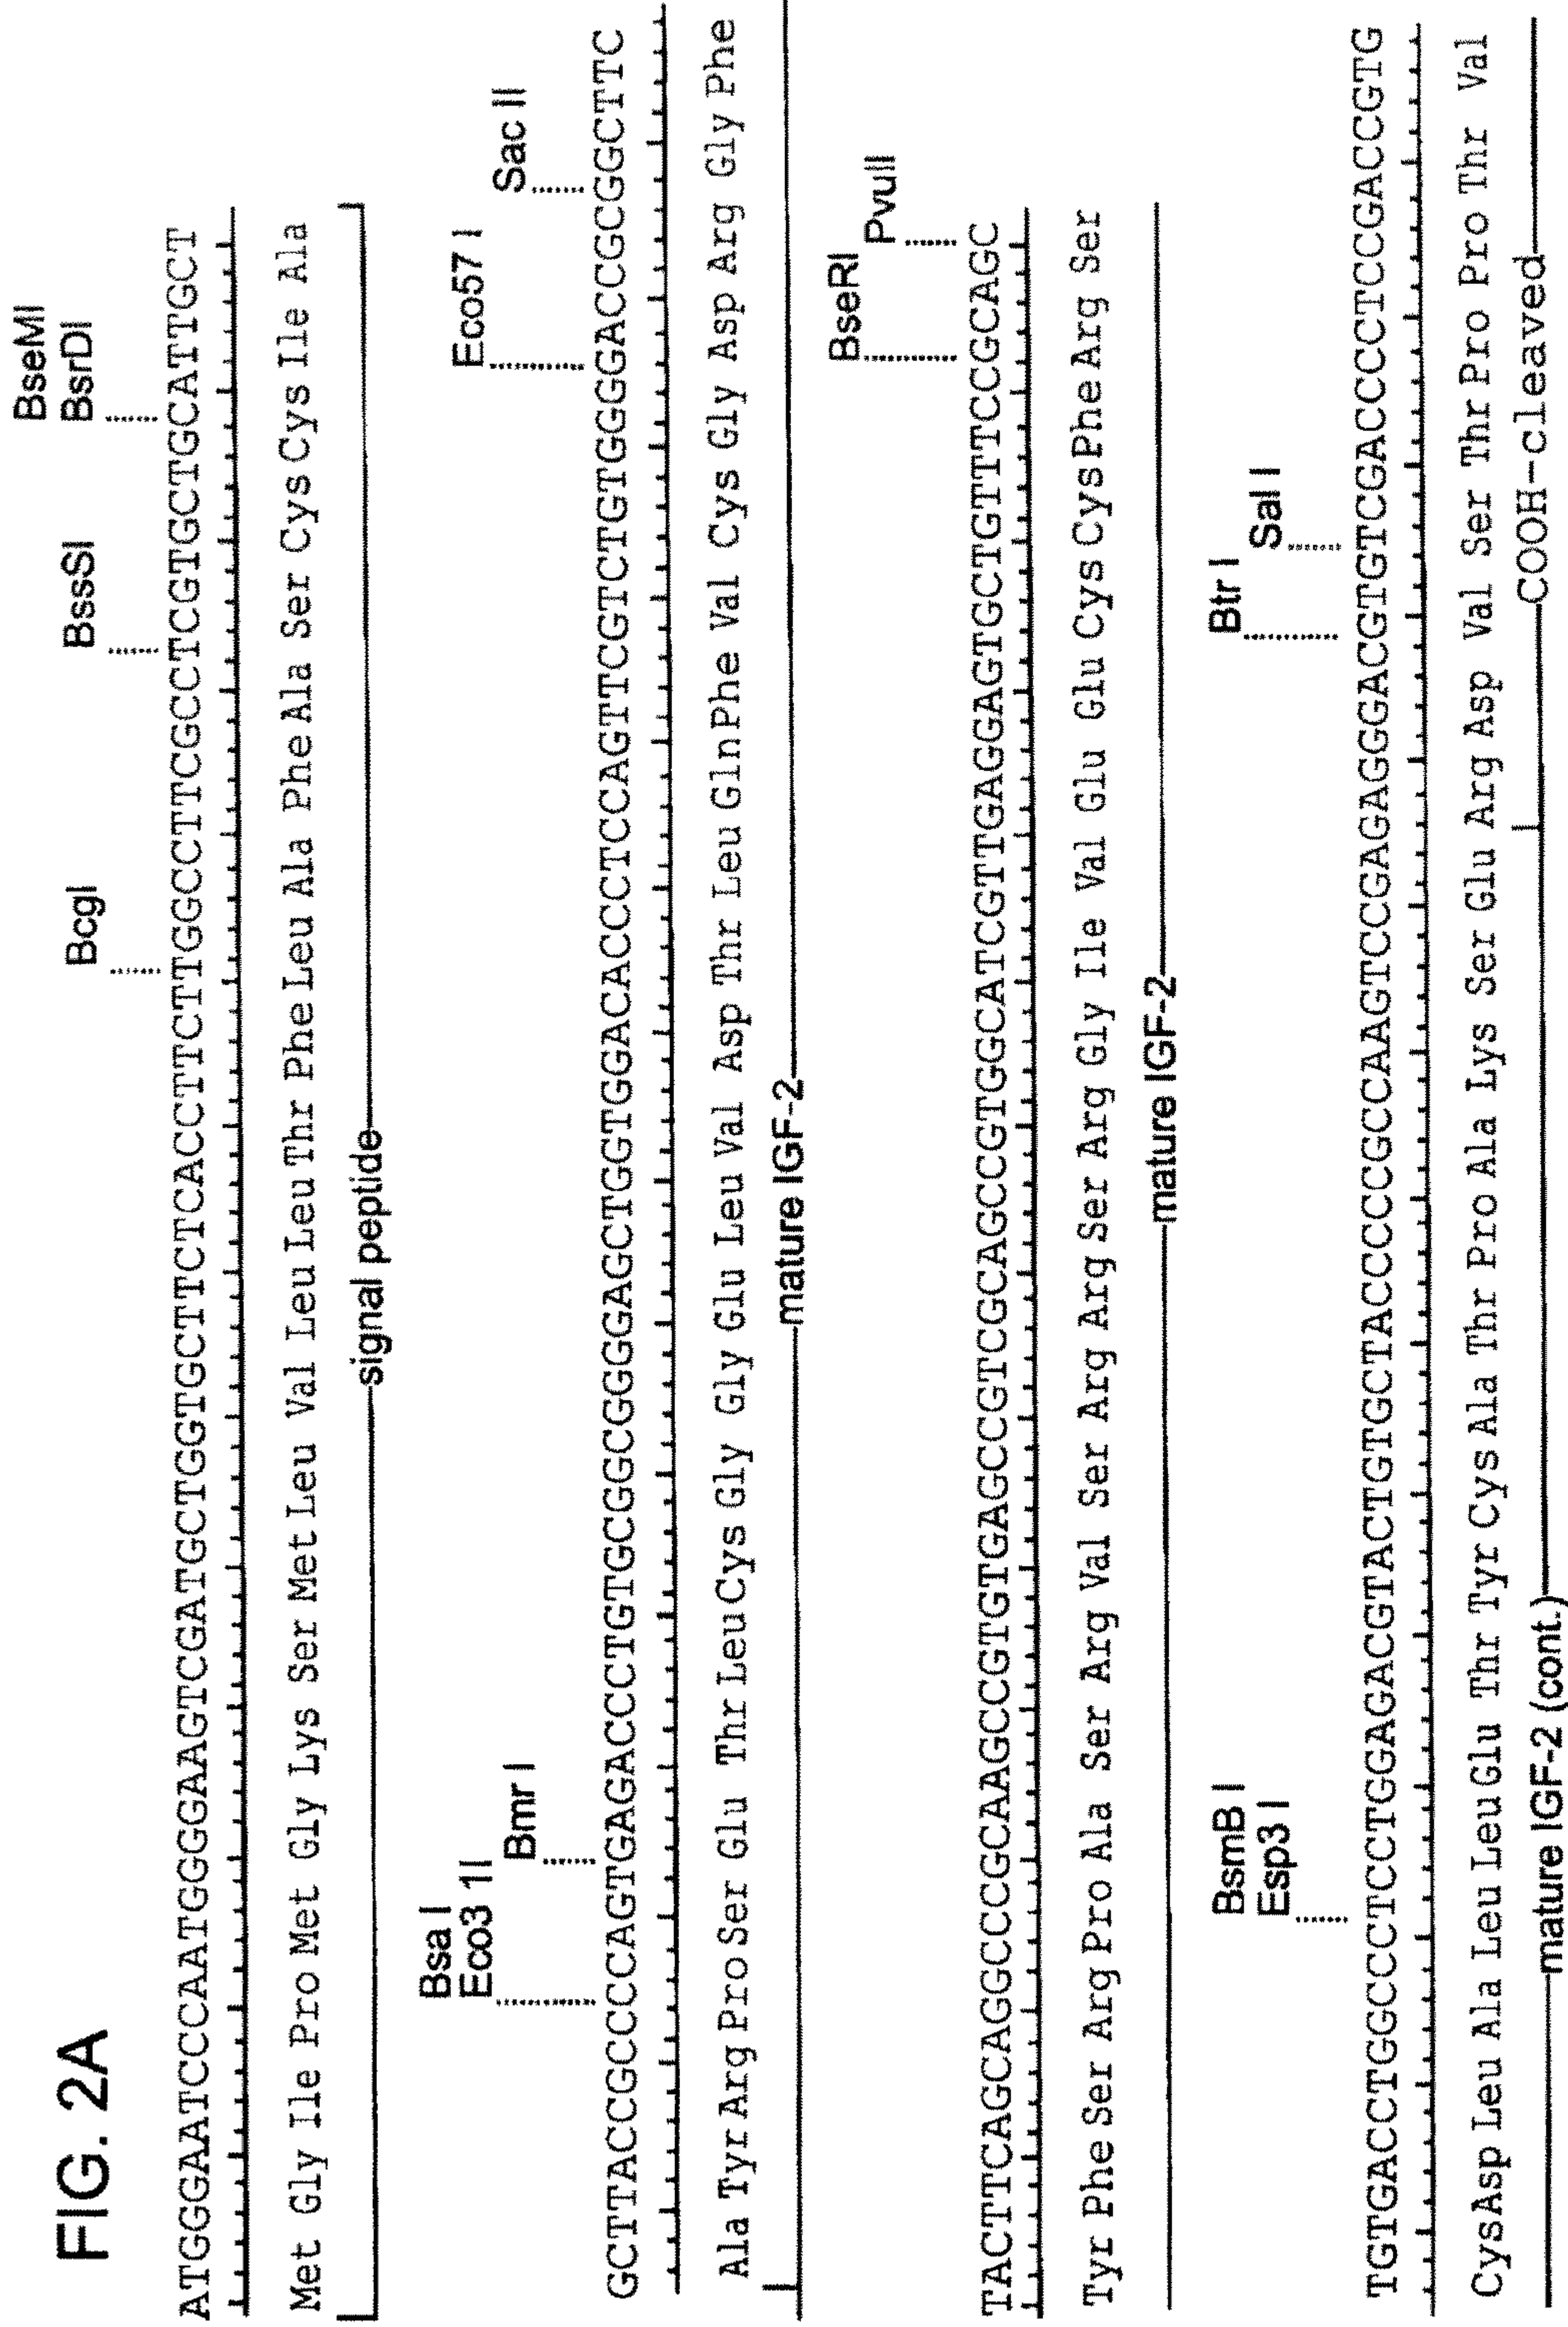 FIG. 2A
BseMI
BcgI BssSI BsrDI
ATGGGAATCCCAATGGGGAAGTCGATGCTGGTGCTTCTCACCTTCTTGGCCTTCGCCTCGTGCTGCATTGCT
Met Gly Ile Pro Met Gly Lys Ser Met Leu Val Leu Leu Thr Phe Leu Ala Phe Ala Ser Cys Cys Ile Ala
signal peptide
Bsa I
Eco3 1I Eco57 I
Bmr I Sac II
GCTTACCGCCCCAGTGAGACCCTGTGCGGCGGGGAGCTGGTGGACACCCTCCAGTTCGTCTGTGGGGACCGCGGCTTC
Ala Tyr Arg Pro Ser Glu Thr Leu Cys Gly Gly Glu Leu Val Asp Thr Leu Gln Phe Val Cys Gly Asp Arg Gly Phe
mature IGF-2
BseRI
PvuII
TACTTCAGCAGGCCCGCAAGCCGTGTGAGCCGTCGCAGCCGTGGCATCGTTGAGGAGTGCTGTTTCCGCAGC
Tyr Phe Ser Arg Pro Ala Ser Arg Val Ser Arg Arg Ser Arg Gly Ile Val Glu Glu Cys Cys Phe Arg Ser
mature IGF-2
BsmB I Btr I
Esp3 I Sal I
TGTGACCTGGCCCTCCTGGAGACGTACTGTGCTACCCCCGCCAAGTCCGAGAGGGACGTGTCGACCCCTCCGACCGTG
Cys Asp Leu Ala Leu Leu Glu Thr Tyr Cys Ala Thr Pro Ala Lys Ser Glu Arg Asp Val Ser Thr Pro Pro Thr Val
mature IGF-2 (cont.) COOH-cleaved